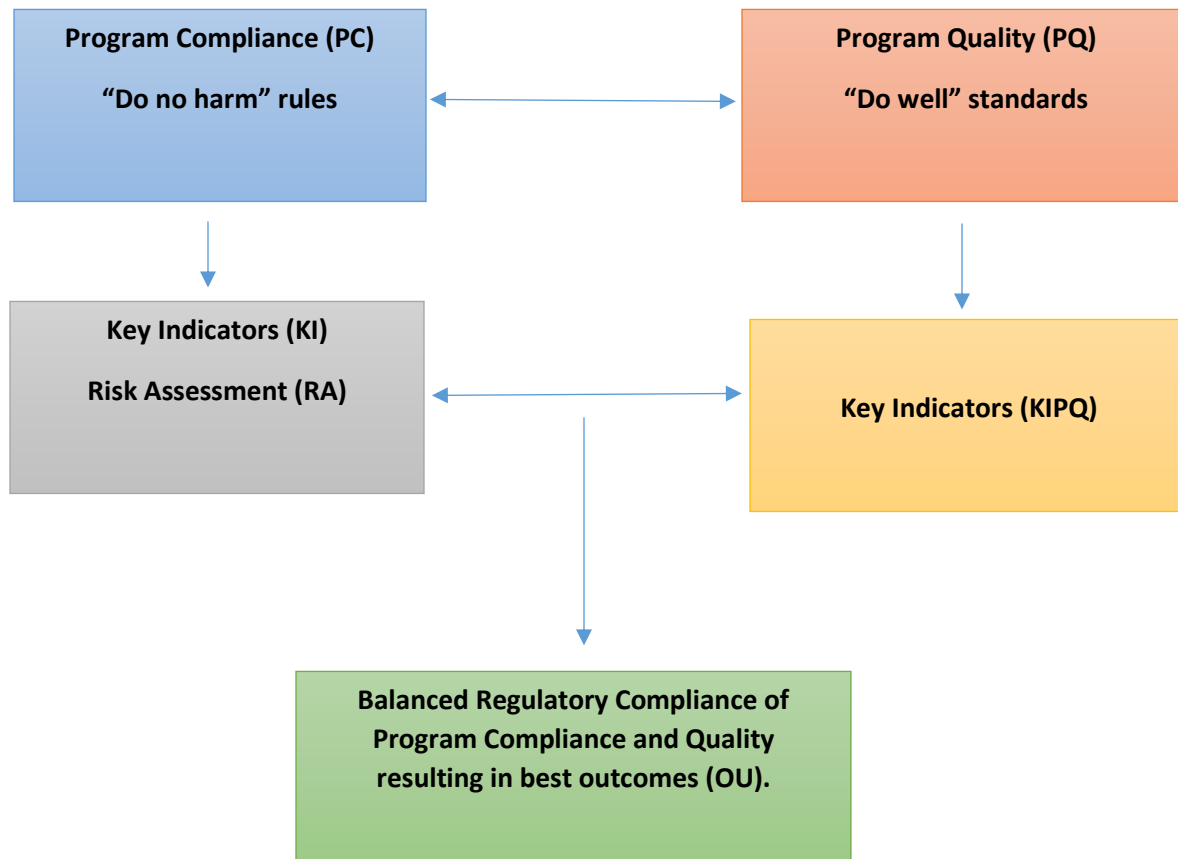 Program Compliance (PC)
“Do no harm” rules
Program Quality (PQ)
“Do well” standards
Key Indicators (KI)
Risk Assessment (RA)
Key Indicators (KIPQ)
Balanced Regulatory Compliance of
Program Compliance and Quality
resulting in best outcomes (OU).